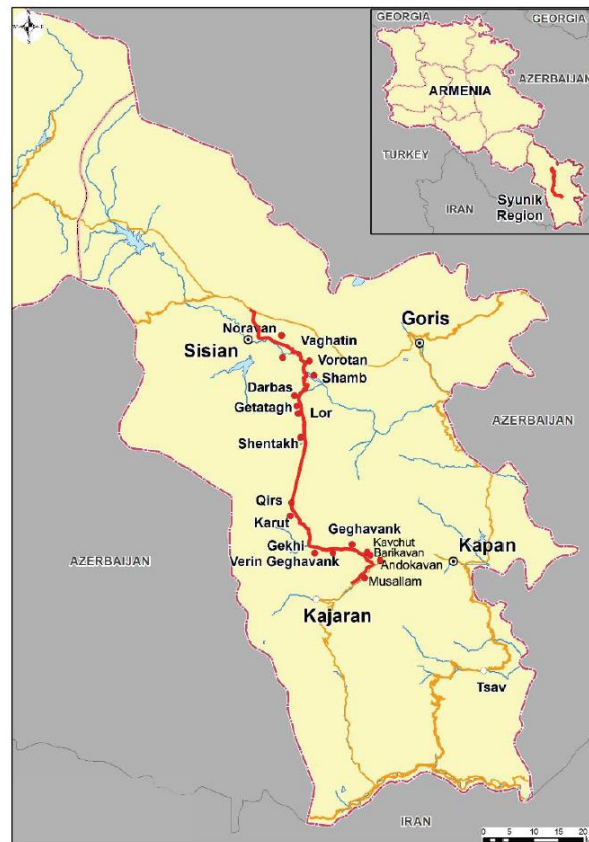 GEORGIA
GEORGIA
AZERBAIJAN
ARMENIA
TURKEY
IRAN
Syunik
Region
Noravan
Vaghatin
Goris
Sisian
Vorotan
Shamb
Darbas
Getatagh
Lor
AZERBAIJAN
Shentakh
Qirs
Karut
Geghavank
Kavchut
Gekhi
Barikavan
Kapan
AZERBAIJAN
Verin Geghavank
Andokavan
Musallam
Kajaran
Tsav
IRAN
0 5 10 15 20